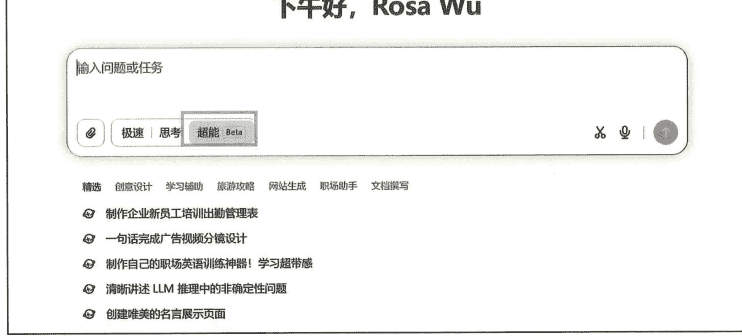 下午好，Rosa Wu
输入问题或任务
极速 | 思考 超能 Beta
精选 创意设计 学习辅助 旅游攻略 网站生成 职场助手 文档撰写
制作企业新员工培训出勤管理表
一句话完成广告视频分镜设计
制作自己的职场英语训练神器！学习超带感
清晰讲述 LLM 推理中的非确定性问题
创建唯美的名言展示页面